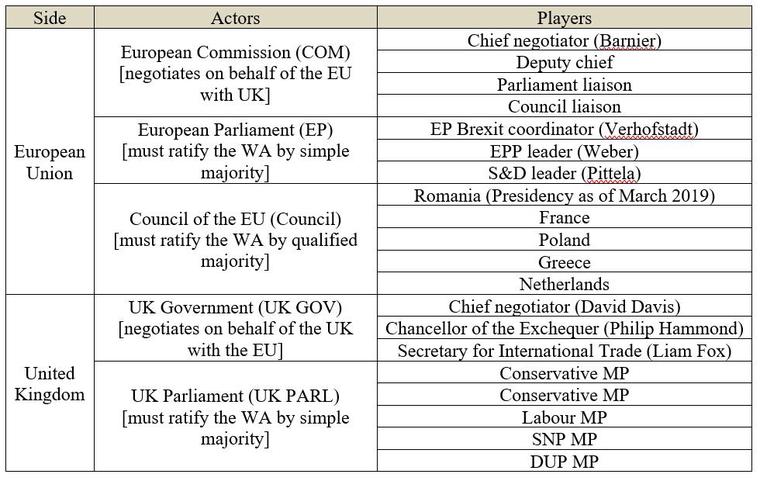 Side Actors Players
European Union
European Commission (COM)
[negotiates on behalf of the EU
with UK]
Chief negotiator (Barnier)
Deputy chief
Parliament liaison
Council liaison
European Parliament (EP)
[must ratify the WA by simple
majority]
EP Brexit coordinator (Verhofstadt)
EPP leader (Weber)
S&D leader (Pittela)
Council of the EU (Council)
[must ratify the WA by qualified
majority]
Romania (Presidency as of March 2019)
France
Poland
Greece
Netherlands
United
Kingdom
UK Government (UK GOV)
[negotiates on behalf of the UK
with the EU]
Chief negotiator (David Davis)
Chancellor of the Exchequer (Philip Hammond)
Secretary for International Trade (Liam Fox)
UK Parliament (UK PARL)
[must ratify the WA by simple
majority]
Conservative MP
Conservative MP
Labour MP
SNP MP
DUP MP